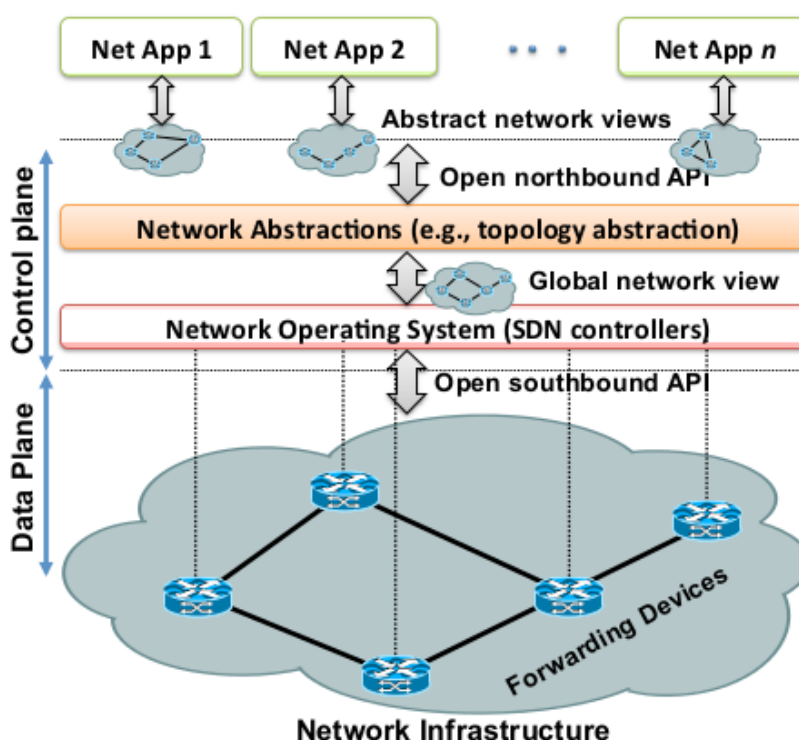 Net App 1
Net App 2
Net App n
Abstract network views
Open northbound API
Control plane
Network Abstractions (e.g., topology abstraction)
Global network view
Network Operating System (SDN controllers)
Open southbound API
Data Plane
Forwarding Devices
Network Infrastructure